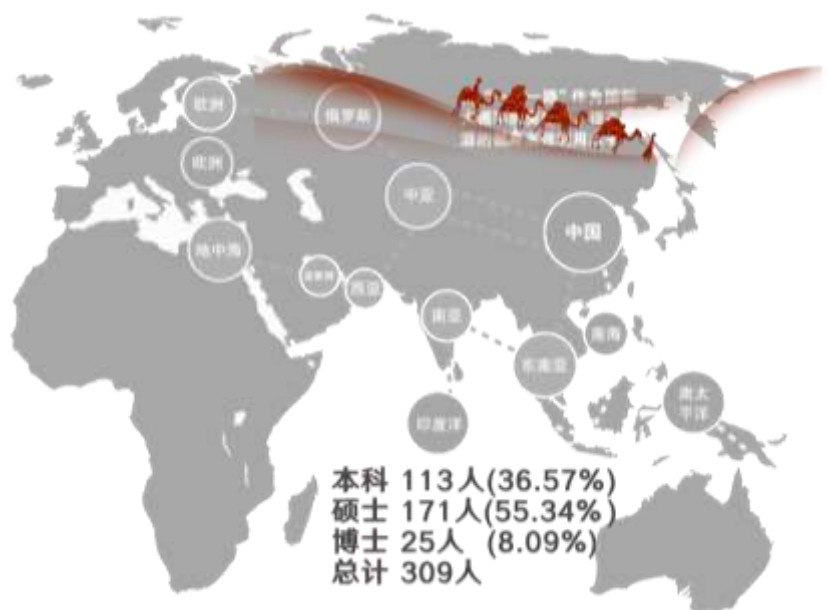 欧洲
俄罗斯
欧洲
中亚
中国
地中海
波斯湾
西亚
南亚
南海
东南亚
南太
平洋
印度洋
本科 113人(36.57%)
硕士 171人(55.34%)
博士 25人 (8.09%)
总计 309人